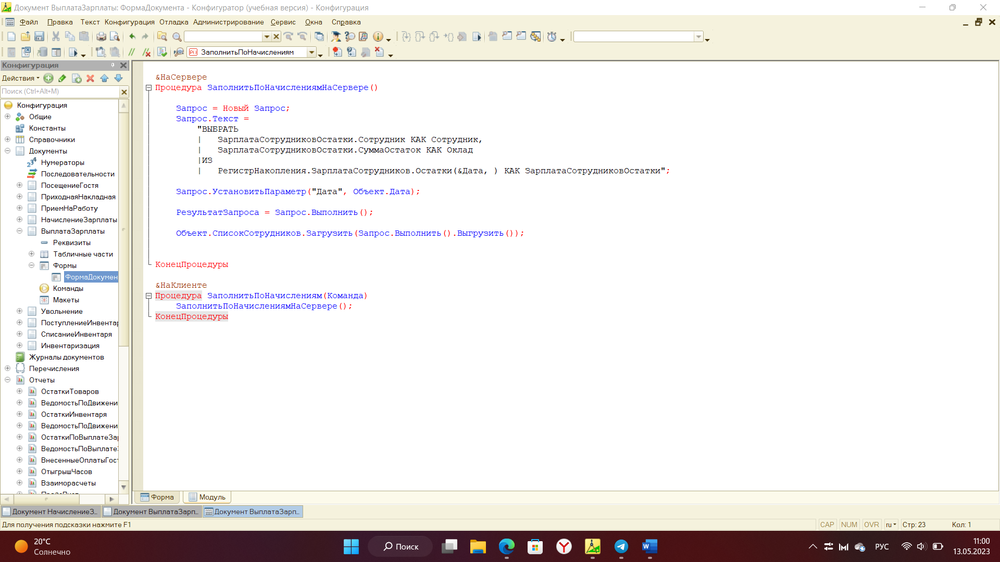 Документ ВыплатаЗарплаты: ФормаДокумента - Конфигуратор (учебная версия) - Конфигурация
Файл Правка Текст Конфигурация Отладка Администрирование Сервис Окна Справка
ЗаполнитьПоНачислениям
Конфигурация
Действия
Поиск (Ctrl+Alt+M)
Конфигурация
Общие
Константы
Справочники
Документы
Нумераторы
Последовательности
ПосещениеГостя
ПриходнаяНакладная
ПриемНаРаботу
НачислениеЗарплаты
ВыплатаЗарплаты
Реквизиты
Табличные части
Формы
ФормаДокумен
Команды
Макеты
Увольнение
ПоступлениеИнвентар
СписаниеИнвентаря
Инвентаризация
Журналы документов
Перечисления
Отчеты
ОстаткиТоваров
ВедомостьПоДвижени
ОстаткиИнвентаря
ВедомостьПоДвижени
ОстаткиПоВыплатеЗар
ВедомостьПоВыплате
ВнесенныеОплатыГос
ОтыгрышЧасов
Взаиморасчеты
&НаСервере
Процедура ЗаполнитьПоНачислениямНаСервере()
Запрос = Новый Запрос;
Запрос.Текст =
"ВЫБРАТЬ
| ЗарплатаСотрудниковОстатки.Сотрудник КАК Сотрудник,
| ЗарплатаСотрудниковОстатки.СуммаОстаток КАК Оклад
|ИЗ
| РегистрНакопления.ЗарплатаСотрудников.Остатки(&Дата, ) КАК ЗарплатаСотрудниковОстатки";
Запрос.УстановитьПараметр("Дата", Объект.Дата);
РезультатЗапроса = Запрос.Выполнить();
Объект.СписокСотрудников.Загрузить(Запрос.Выполнить().Выгрузить());
КонецПроцедуры
&НаКлиенте
Процедура ЗаполнитьПоНачислениям(Команда)
ЗаполнитьПоНачислениямНаСервере();
КонецПроцедуры
Форма Модуль
Документ НачислениеЗ... Документ ВыплатаЗарп... Документ ВыплатаЗарп...
Для получения подсказки нажмите F1 CAP NUM OVR ru Стр: 23 Кол: 1
20°C
Солнечно
Поиск
РУС
11:00
13.05.2023